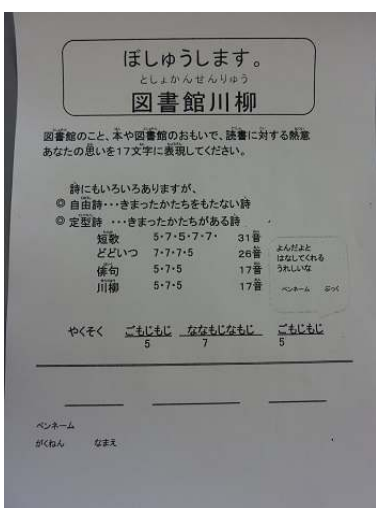 ぼしゅうします。
としょかんせんりゅう
図書館川柳
図書館のこと、本や図書館のおもいで、読書に対する熱意
あなたの思いを17文字に表現してください。
詩にもいろいろありますが、
◎ 自由詩・・・きまったかたちをもたない詩
◎ 定型詩 ・・・きまったかたちがある詩
短歌 5・7・5・7・7・ 31音
どどいつ 7・7・7・5 26音
俳句 5・7・5 17音
川柳 5・7・5 17音
よんだよと
はなしてくれる
うれしいな
ペンネーム ぶっく
やくそく ごもじもじ ななもじなもじ ごもじもじ
5 7 5
ペンネーム
がくねん なまえ